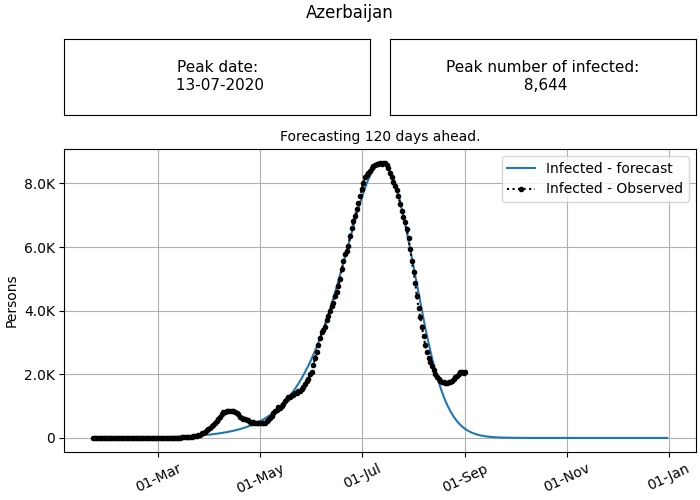 Azerbaijan
Peak date:
13-07-2020
Peak number of infected:
8,644
Forecasting 120 days ahead.
Infected - forecast
Infected - Observed
Persons
8.0K
6.0K
4.0K
2.0K
0
01-Mar
01-May
01-Jul
01-Sep
01-Nov
01-Jan